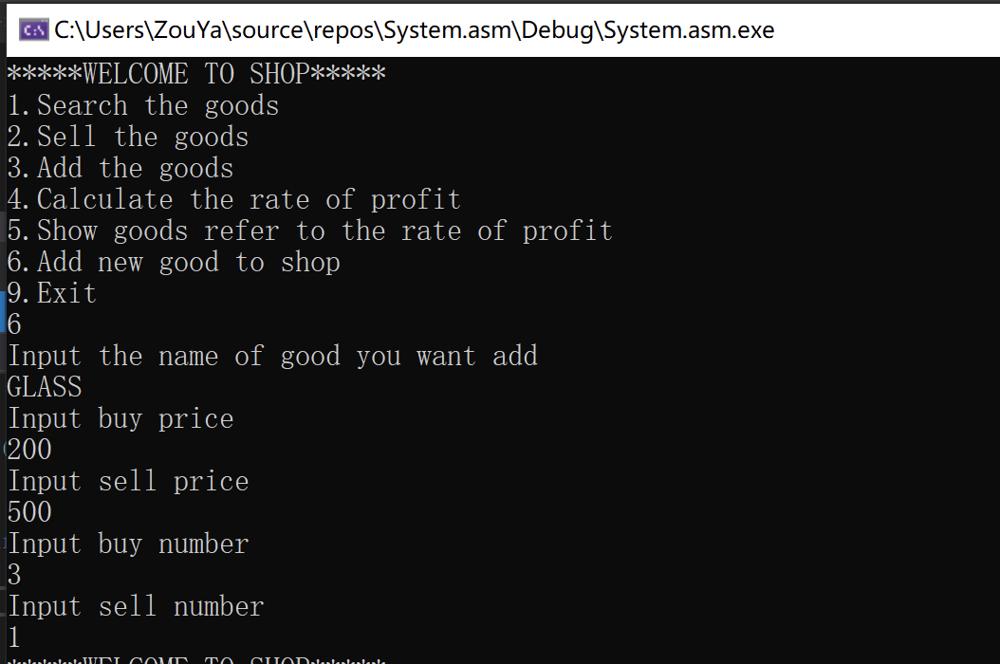 C:\Users\ZouYa\source\repos\System.asm\Debug\System.asm.exe
*****WELCOME TO SHOP*****
1.Search the goods
2.Sell the goods
3.Add the goods
4.Calculate the rate of profit
5.Show goods refer to the rate of profit
6.Add new good to shop
9.Exit
6
Input the name of good you want add
GLASS
Input buy price
200
Input sell price
500
Input buy number
3
Input sell number
1
*****WELCOME TO SHOP*****